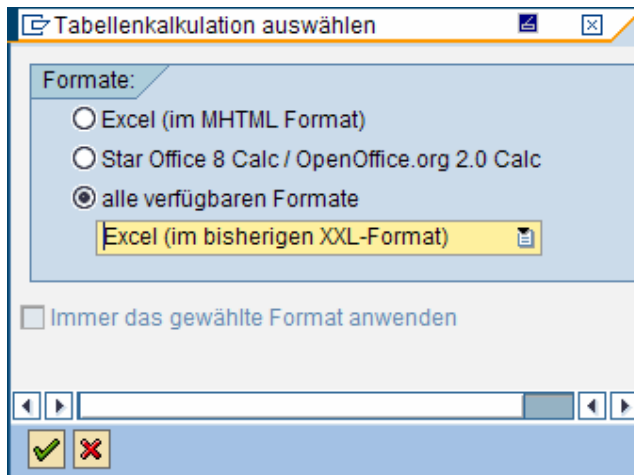 Tabellenkalkulation auswählen
Formate:
Excel (im MHTML Format)
Star Office 8 Calc / OpenOffice.org 2.0 Calc
alle verfügbaren Formate
Excel (im bisherigen XXL-Format)
Immer das gewählte Format anwenden